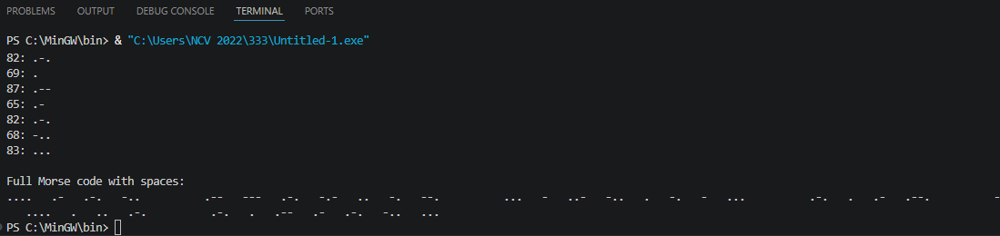 PROBLEMS OUTPUT DEBUG CONSOLE TERMINAL PORTS
PS C:\MinGW\bin> & "C:\Users\NCV 2022\333\Untitled-1.exe"
82: .-.
69: .
87: .--
65: .-
82: .-.
68: -..
83: ...
Full Morse code with spaces:
....   .-   .-.   -..          .--   ---   .-.   -.-   ..   -.   --.          ...   -   ..-   -..   .   -.   -   ...          .-.   .   .-   .--.          -
   ....   .   ..   .-.          .-.   .   .--   .-   .-.   -..   ...
PS C:\MinGW\bin>